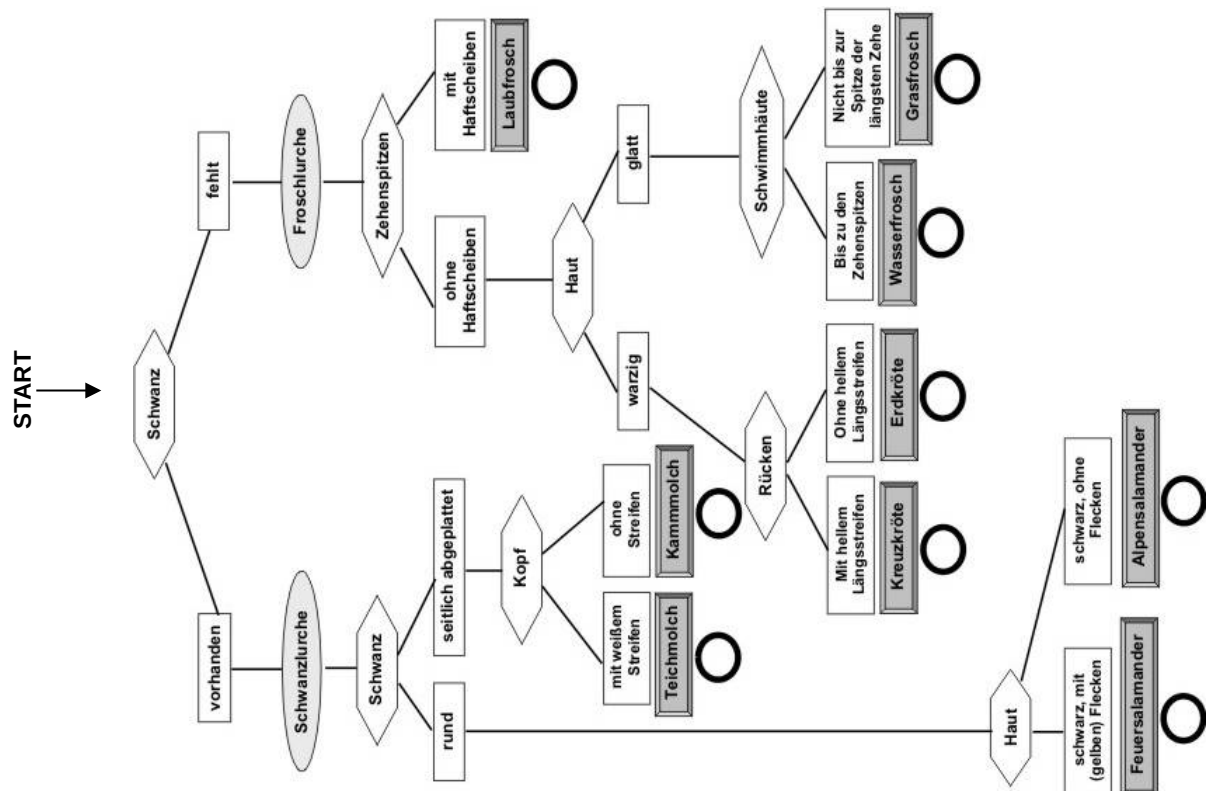 START
Schwanz
vorhanden
fehlt
Schwanzlurche
Froschlurche
Schwanz
Zehenspitzen
rund
seitlich abgeplattet
ohne
Haftscheiben
mit
Haftscheiben
Laubfrosch
Kopf
Haut
mit weißem
Streifen
Teichmolch
ohne
Streifen
Kammmolch
warzig
glatt
Rücken
Schwimmhäute
Mit hellem
Längsstreifen
Kreuzkröte
Ohne hellem
Längsstreifen
Erdkröte
Bis zu den
Zehenspitzen
Wasserfrosch
Nicht bis zur
Spitze der
längsten Zehe
Grasfrosch
Haut
schwarz, mit
(gelben) Flecken
Feuersalamander
schwarz, ohne
Flecken
Alpensalamander